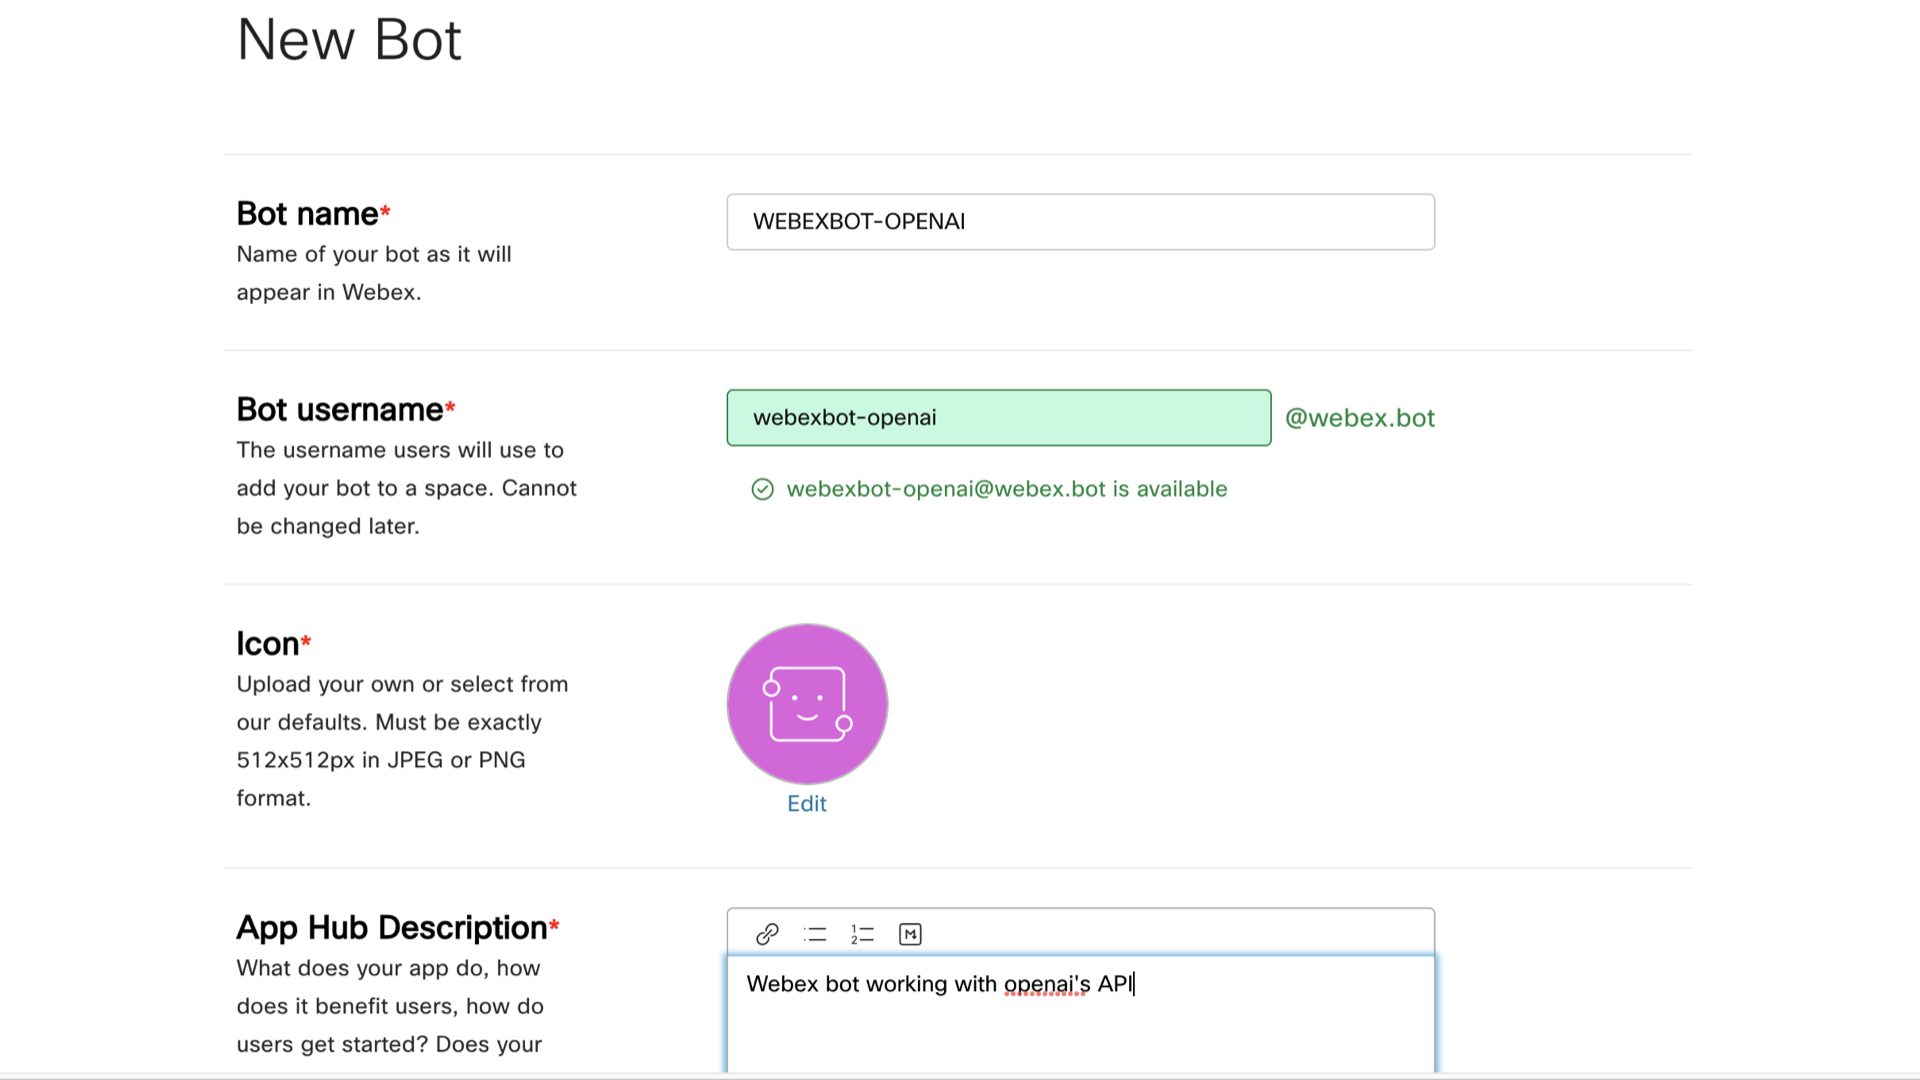 New Bot
Bot name*
Name of your bot as it will
appear in Webex.
WEBEXBOT-OPENAI
Bot username*
The username users will use to
add your bot to a space. Cannot
be changed later.
webexbot-openai @webex.bot
webexbot-openai@webex.bot is available
Icon*
Upload your own or select from
our defaults. Must be exactly
512x512px in JPEG or PNG
format.
Edit
App Hub Description*
What does your app do, how
does it benefit users, how do
users get started? Does your
Webex bot working with openai's API